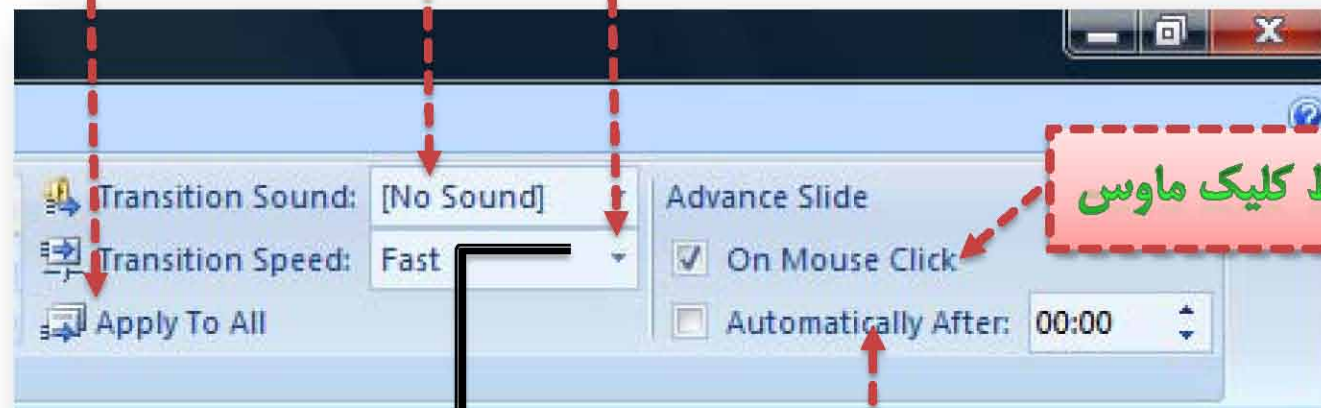 Transition Sound: [No Sound] Advance Slide
Transition Speed: Fast On Mouse Click
Apply To All Automatically After: 00:00
کلیک ماوس